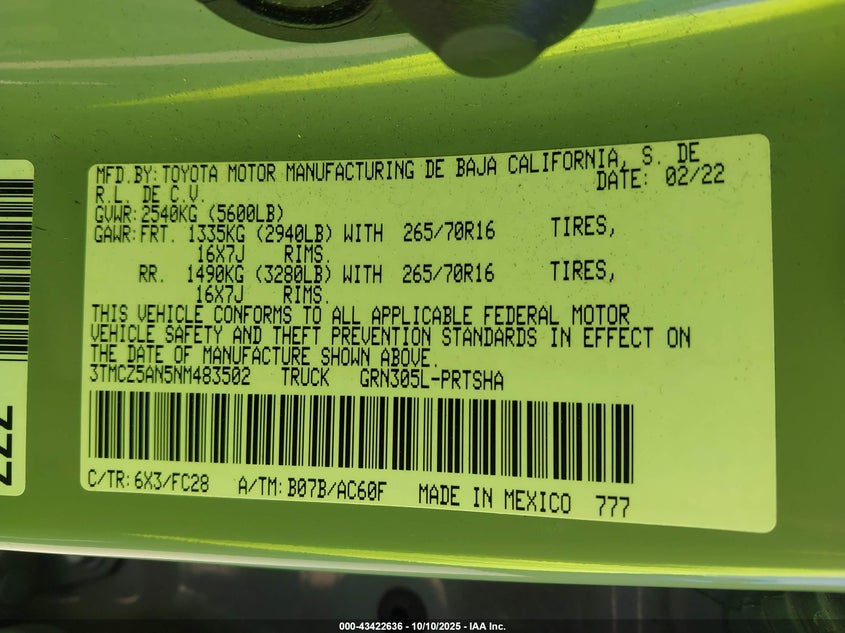 MFD.BY:TOYOTA MOTOR MANUFACTURING DE BAJA CALIFORNIA, S. DE
R.L. DE C.V.
DATE: 02/22
GVWR:2540KG (5600LB)
GAWR:FRT. 1335KG (2940LB) WITH 265/70R16 TIRES,
16X7J RIMS.
RR. 1490KG (3280LB) WITH 265/70R16 TIRES,
16X7J RIMS.
THIS VEHICLE CONFORMS TO ALL APPLICABLE FEDERAL MOTOR
VEHICLE SAFETY AND THEFT PREVENTION STANDARDS IN EFFECT ON
THE DATE OF MANUFACTURE SHOWN ABOVE.
3TMCZ5AN5NM483502 TRUCK GRN305L-PRTSHA
C/TR:6X3/FC28 A/TM:B07B/AC60F MADE IN MEXICO 777
000-43422636 - 10/10/2025 - IAA Inc.